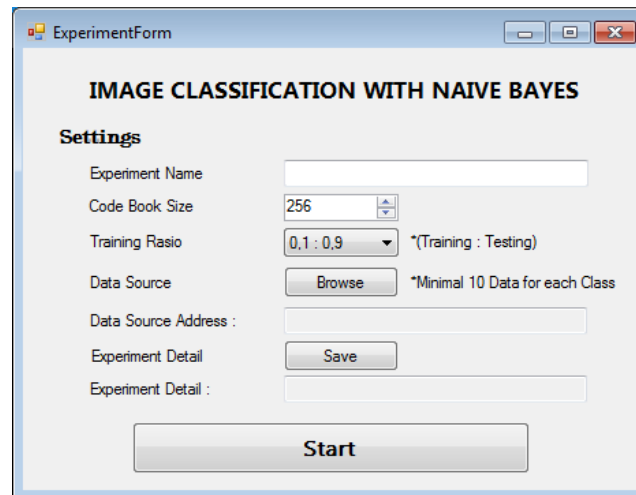 ExperimentForm
IMAGE CLASSIFICATION WITH NAIVE BAYES
Settings
Experiment Name
Code Book Size 256
Training Rasio 0,1 : 0,9 *(Training : Testing)
Data Source Browse *Minimal 10 Data for each Class
Data Source Address :
Experiment Detail Save
Experiment Detail :
Start